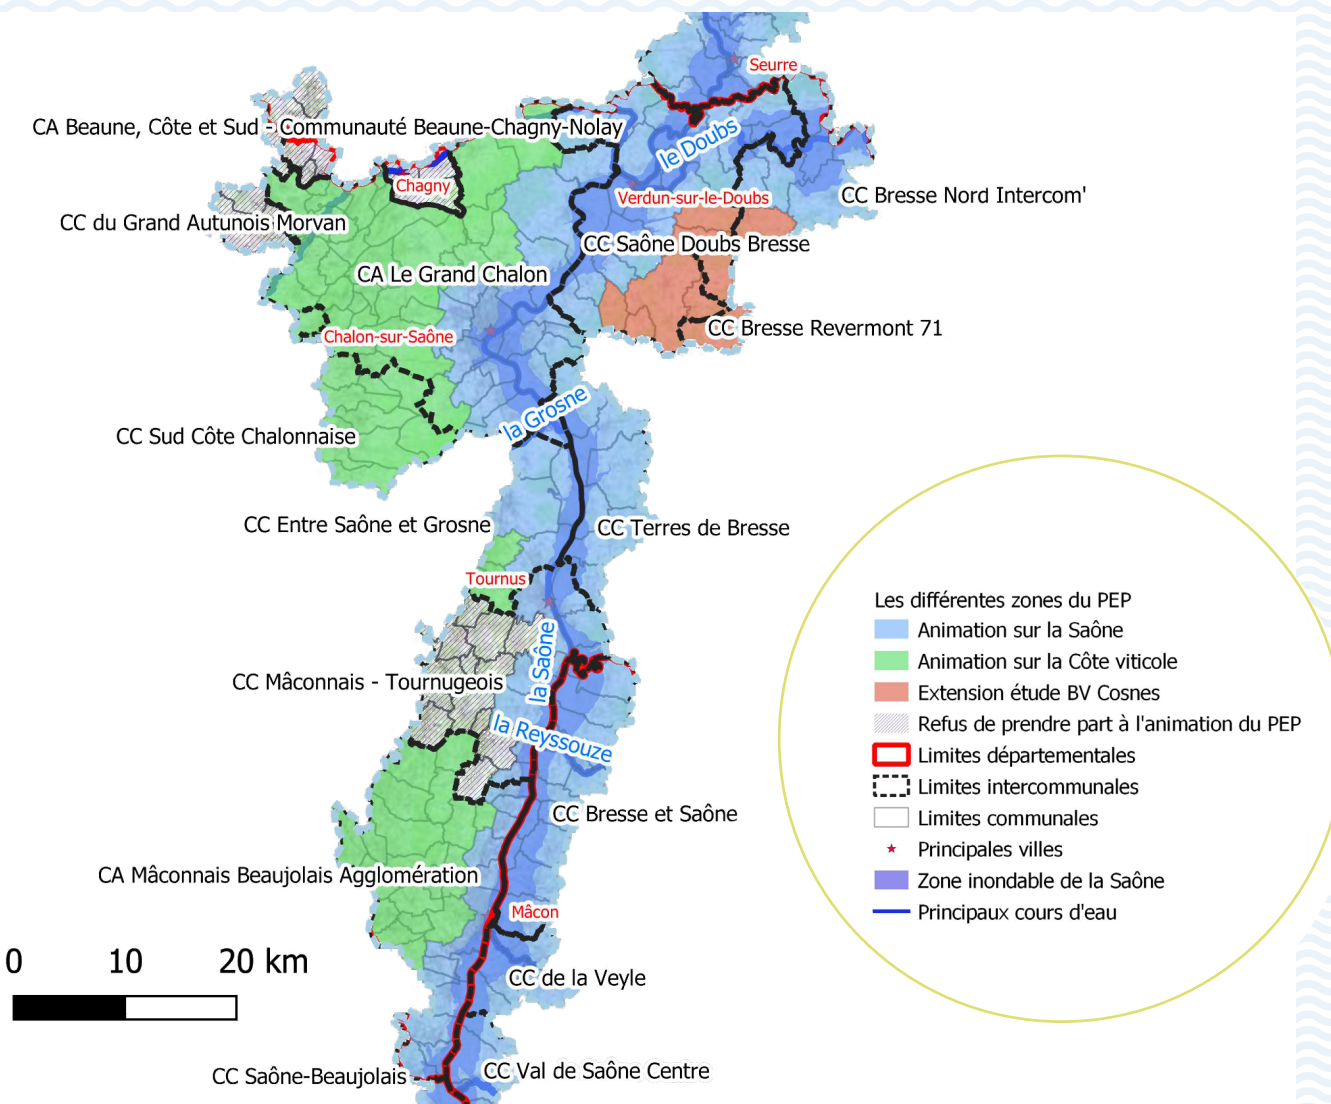 Seurre
CA Beaune, Côte et Sud - Communauté Beaune-Chagny-Nolay
le Doubs
Chagny
Verdun-sur-le-Doubs
CC Bresse Nord Intercom'
CC du Grand Autunois Morvan
CC Saône Doubs Bresse
CA Le Grand Chalon
Chalon-sur-Saône
CC Bresse Revermont 71
la Grosne
CC Sud Côte Chalonnaise
CC Entre Saône et Grosne
CC Terres de Bresse
Tournus
la Saône
CC Mâconnais - Tournugeois
la Reyssouze
CC Bresse et Saône
CA Mâconnais Beaujolais Agglomération
Mâcon
0 10 20 km
CC de la Veyle
CC Saône-Beaujolais
CC Val de Saône Centre
Les différentes zones du PEP
Animation sur la Saône
Animation sur la Côte viticole
Extension étude BV Cosnes
Refus de prendre part à l'animation du PEP
Limites départementales
Limites intercommunales
Limites communales
Principales villes
Zone inondable de la Saône
Principaux cours d'eau